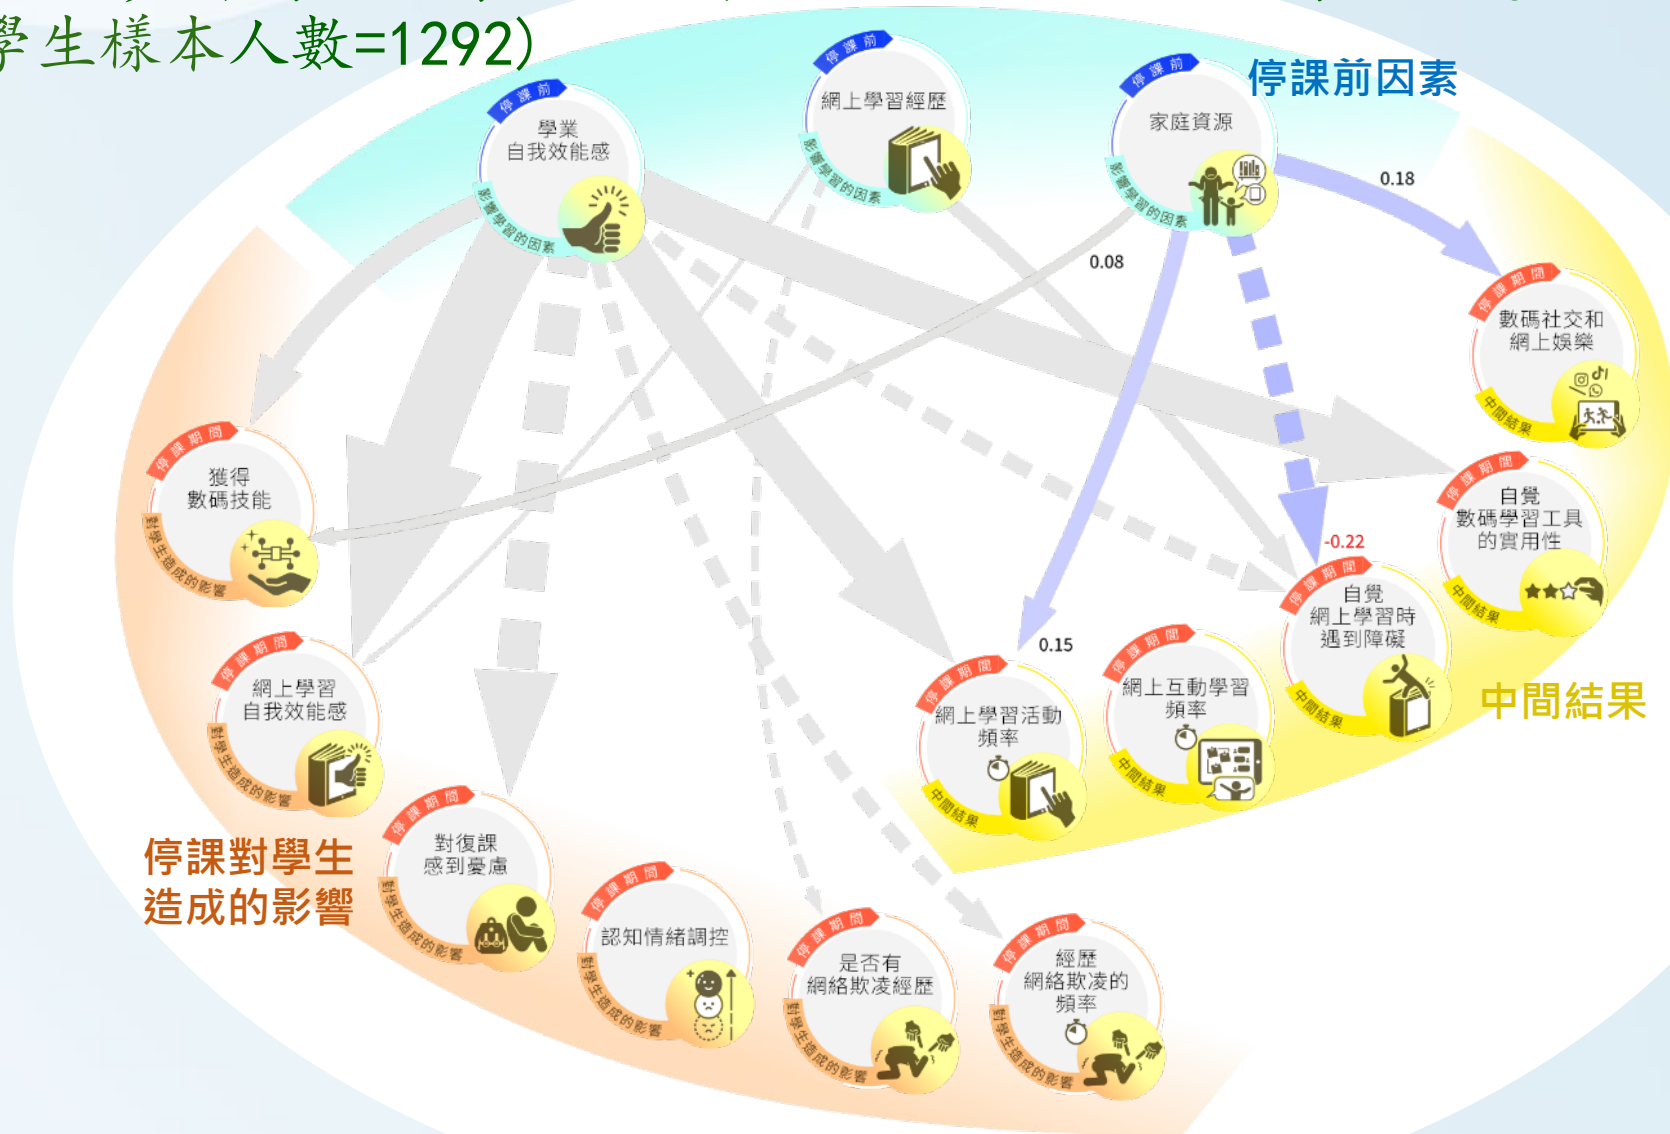 學生樣本人數=1292)
停課前
學業
自我效能感
影響學習的因素
停課前
網上學習經歷
影響學習的因素
停課前
家庭資源
影響學習的因素
停課前因素
0.18
0.08
停課期間
數碼社交和
網上娛樂
中間結果
停課期間
獲得
數碼技能
對學生造成的影響
停課期間
自覺
數碼學習工具
的實用性
中間結果
-0.22
停課期間
自覺
網上學習時
遇到障礙
中間結果
0.15
停課期間
網上學習
自我效能感
對學生造成的影響
停課期間
網上學習活動
頻率
中間結果
停課期間
網上互動學習
頻率
中間結果
中間結果
停課對學生
造成的影響
停課期間
對復課
感到憂慮
對學生造成的影響
停課期間
認知情緒調控
對學生造成的影響
停課期間
是否有
網絡欺凌經歷
對學生造成的影響
停課期間
經歷
網絡欺凌的
頻率
對學生造成的影響